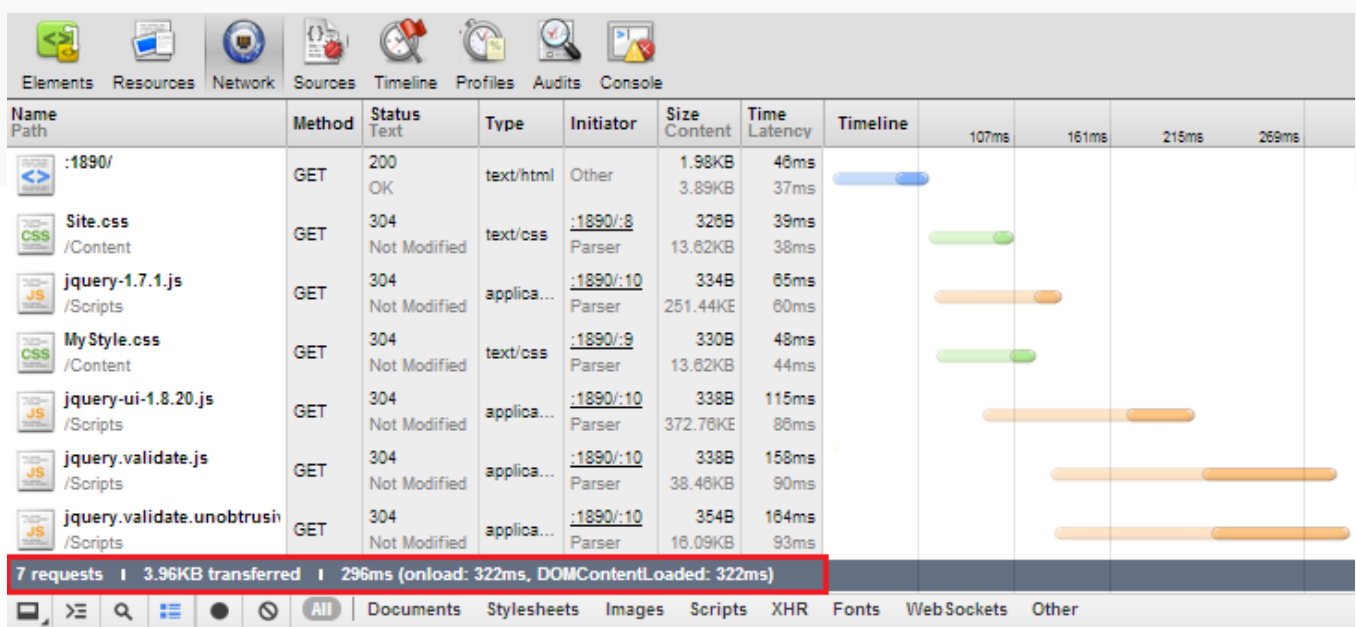 Elements Resources Network Sources Timeline Profiles Audits Console
Name Method Status Type Initiator Size Time Timeline
Path Text Content Latency 107ms 161ms 215ms 269ms
:1890/ GET 200 text/html Other 1.98KB 46ms
OK 3.89KB 37ms
Site.css GET 304 text/css :1890/:8 326B 39ms
/Content Not Modified Parser 13.62KB 38ms
jquery-1.7.1.js GET 304 applica... :1890/:10 334B 65ms
/Scripts Not Modified Parser 251.44KE 60ms
MyStyle.css GET 304 text/css :1890/:9 330B 48ms
/Content Not Modified Parser 13.62KB 44ms
jquery-ui-1.8.20.js GET 304 applica... :1890/:10 338B 115ms
/Scripts Not Modified Parser 372.76KE 86ms
jquery.validate.js GET 304 applica... :1890/:10 338B 158ms
/Scripts Not Modified Parser 38.46KB 90ms
jquery.validate.unobtrusiv GET 304 applica... :1890/:10 354B 164ms
/Scripts Not Modified Parser 16.09KB 93ms
7 requests I 3.96KB transferred I 296ms (onload: 322ms, DOMContentLoaded: 322ms)
All Documents Stylesheets Images Scripts XHR Fonts WebSockets Other